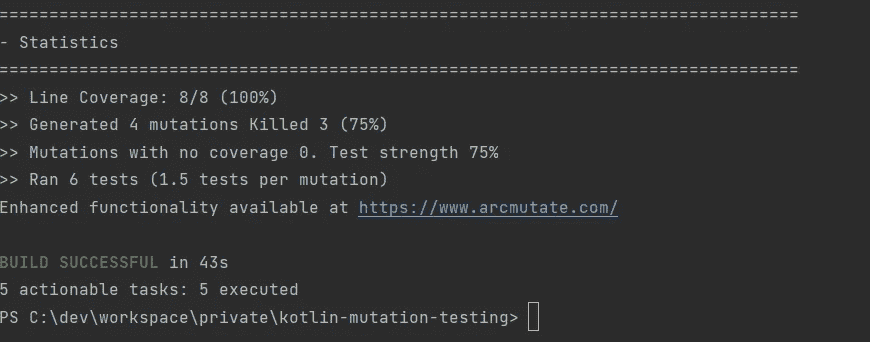 ================================================================================
- Statistics
================================================================================
>> Line Coverage: 8/8 (100%)
>> Generated 4 mutations Killed 3 (75%)
>> Mutations with no coverage 0. Test strength 75%
>> Ran 6 tests (1.5 tests per mutation)
Enhanced functionality available at https://www.arcmutate.com/
BUILD SUCCESSFUL in 43s
5 actionable tasks: 5 executed
PS C:\dev\workspace\private\kotlin-mutation-testing>